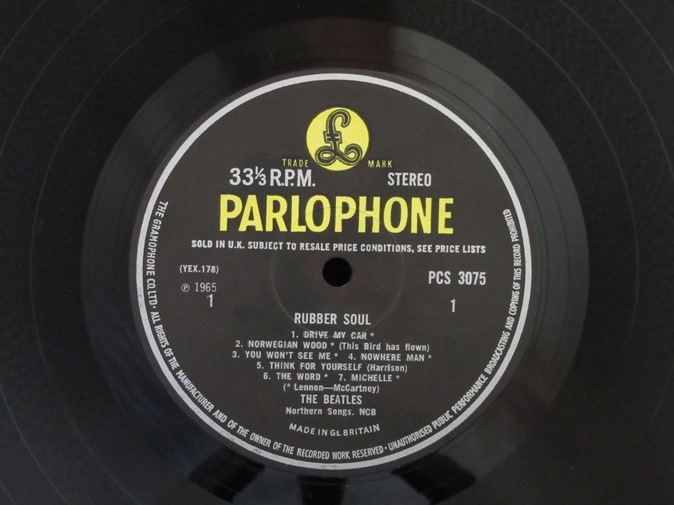 TRADE MARK
33⅓ R.P.M. STEREO
PARLOPHONE
SOLD IN U.K. SUBJECT TO RESALE PRICE CONDITIONS, SEE PRICE LISTS
(YEX.178) PCS 3075
℗ 1965
1 1
RUBBER SOUL
1. DRIVE MY CAR *
2. NORWEGIAN WOOD * (This Bird has flown)
3. YOU WON'T SEE ME * 4. NOWHERE MAN *
5. THINK FOR YOURSELF (Harrison)
6. THE WORD * 7. MICHELLE *
(* Lennon—McCartney)
THE BEATLES
Northern Songs. NCB
MADE IN Gt. BRITAIN
THE GRAMOPHONE CO. LTD. ALL RIGHTS OF THE MANUFACTURER AND OF THE OWNER OF THE RECORDED WORK RESERVED • UNAUTHORISED PUBLIC PERFORMANCE BROADCASTING AND COPYING OF THIS RECORD PROHIBITED